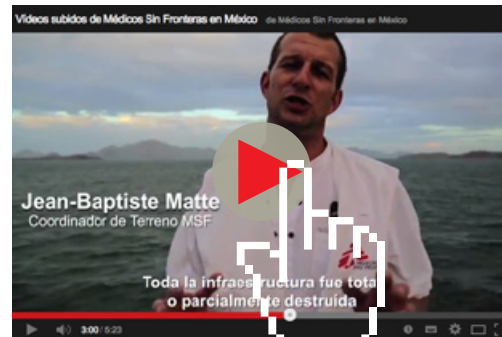 Vídeos subidos de Médicos Sin Fronteras en México de Médicos Sin Fronteras en México
Jean-Baptiste Matte
Coordinador de Terreno MSF
Toda la infraestructura fue total
o parcialmente destruida
3:00 / 5:23